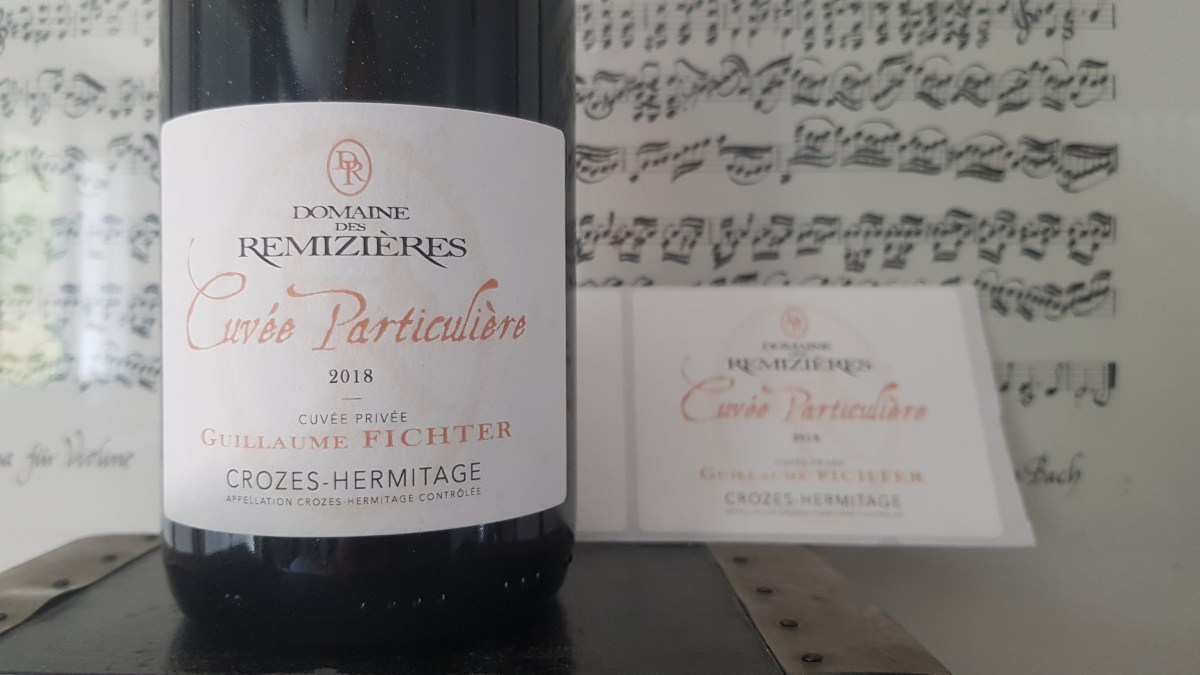 DR
DOMAINE
DES
REMIZIÈRES
Cuvée Particulière
2018
CUVÉE PRIVÉE
GUILLAUME FICHTER
CROZES-HERMITAGE
APPELLATION CROZES-HERMITAGE CONTRÔLÉE
DR
DOMAINE
DES
REMIZIÈRES
Cuvée Particulière
2018
CUVÉE PRIVÉE
GUILLAUME FICHTER
CROZES-HERMITAGE
für Violine
Bach